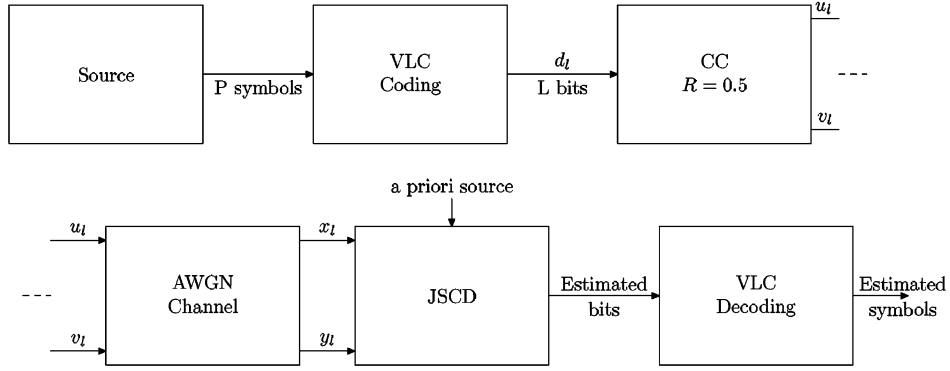 Source
P symbols
VLC
Coding
d_l
L bits
CC
R = 0.5
u_l
v_l
u_l
v_l
AWGN
Channel
x_l
y_l
a priori source
JSCD
Estimated
bits
VLC
Decoding
Estimated
symbols